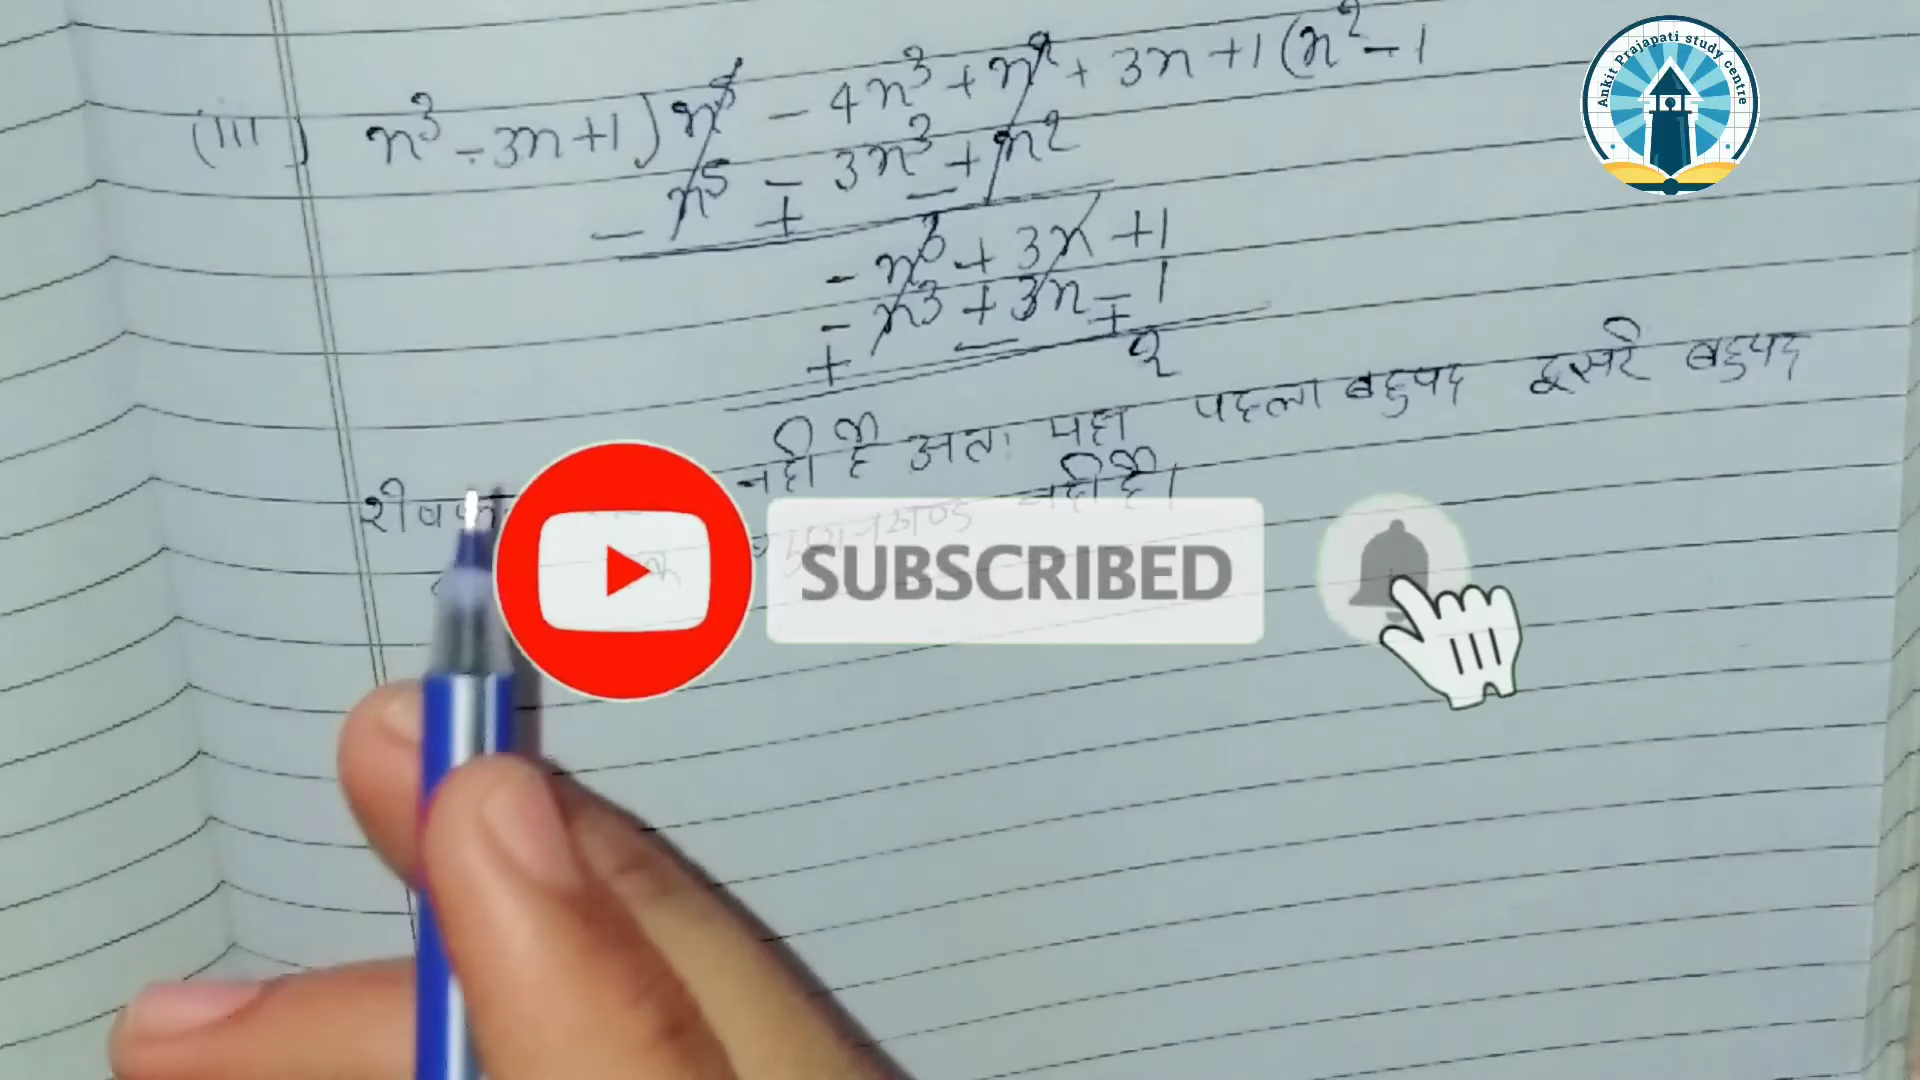 (iii) x³ - 3x + 1 ) x⁵ - 4x³ + x² + 3x + 1 ( x² - 1
x⁵ - 3x³ + x²
- + -
- x³ + 3x + 1
- x³ + 3x - 1
+ - +
2
नहीं है अतः यहा पहला बहुपद दूसरे बहुपद
नहीं है।
SUBSCRIBED
Ankit Prajapati study centre